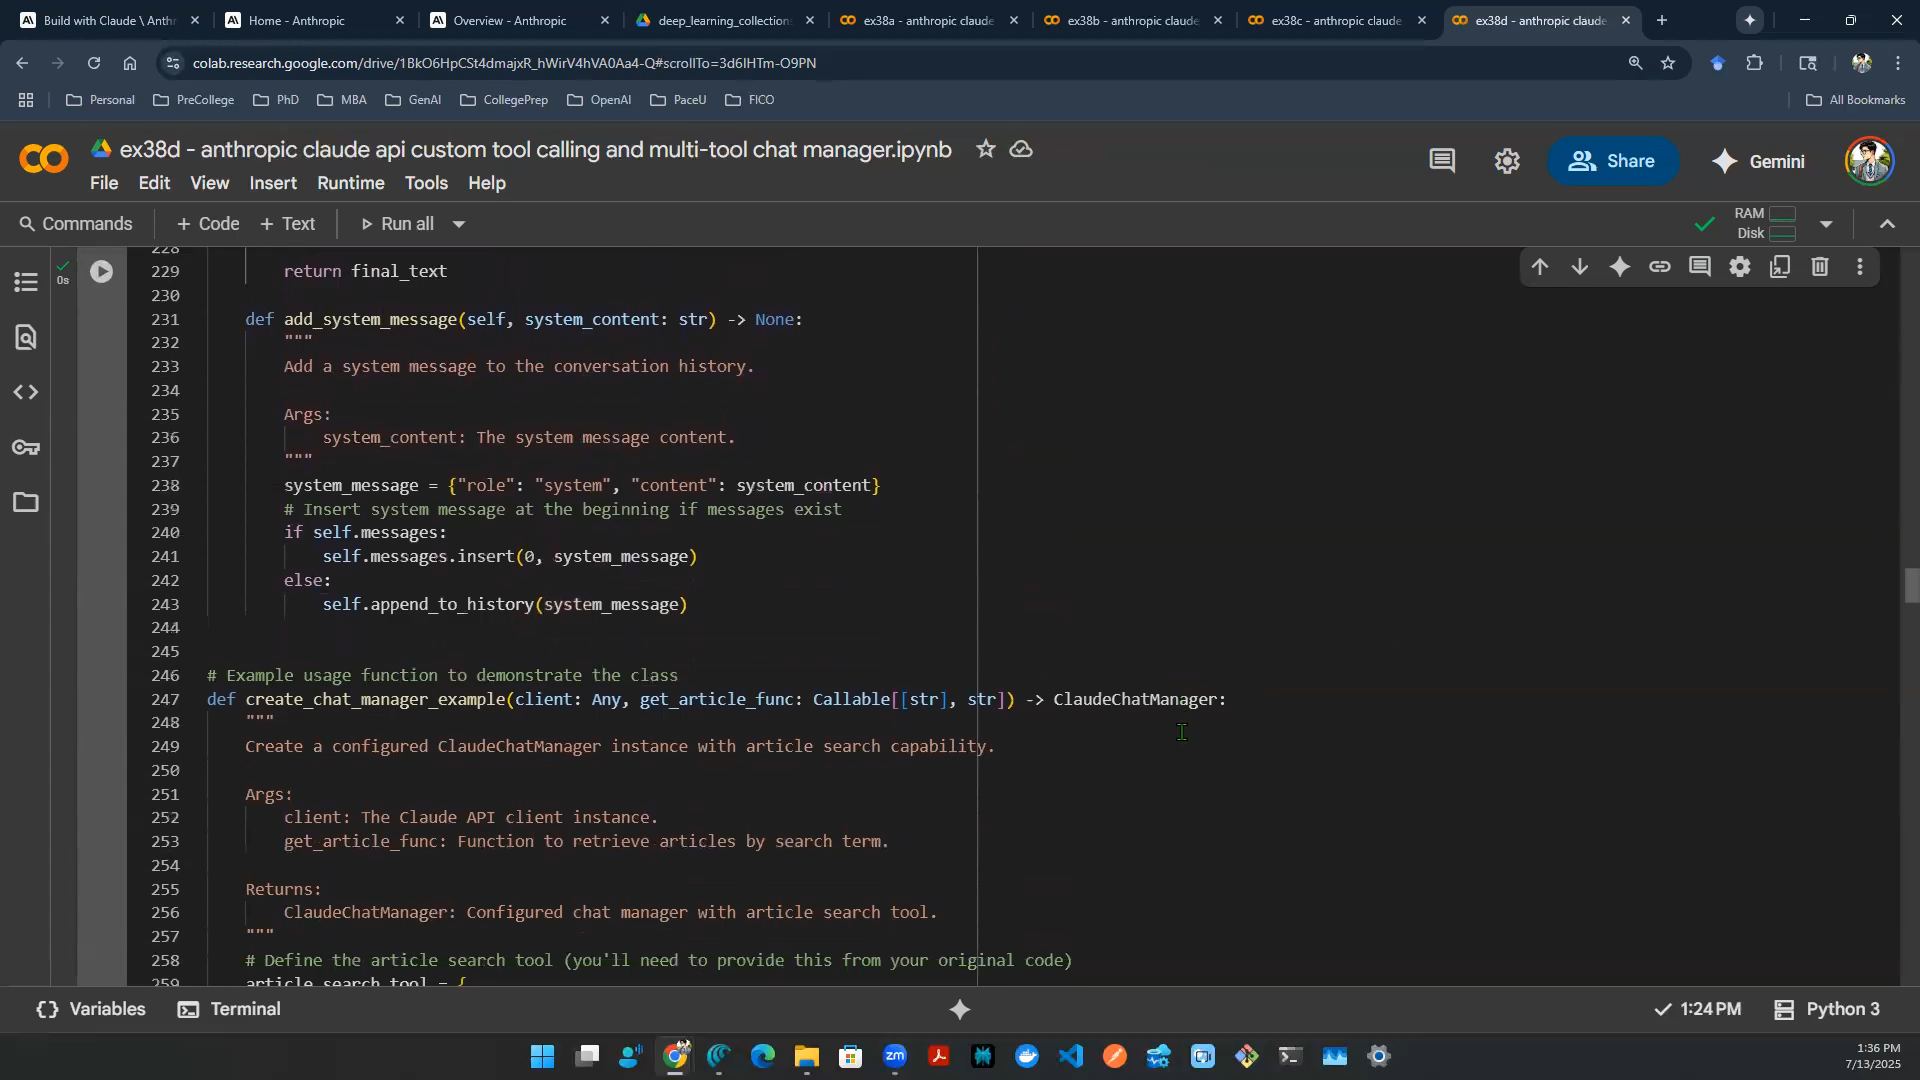 Build with Claude \ Anthr
Home - Anthropic
Overview - Anthropic
deep_learning_collections
ex38a - anthropic claude
ex38b - anthropic claude
ex38c - anthropic claude
ex38d - anthropic claude
colab.research.google.com/drive/1BkO6HpCSt4dmajxR_hWirV4hVA0Aa4-Q#scrollTo=3d6IHTm-O9PN
Personal
PreCollege
PhD
MBA
GenAI
CollegePrep
OpenAI
PaceU
FICO
All Bookmarks
ex38d - anthropic claude api custom tool calling and multi-tool chat manager.ipynb
Share
Gemini
File Edit View Insert Runtime Tools Help
Commands + Code + Text Run all
RAM
Disk
0s
228
229 return final_text
230
231 def add_system_message(self, system_content: str) -> None:
232 """
233 Add a system message to the conversation history.
234
235 Args:
236 system_content: The system message content.
237 """
238 system_message = {"role": "system", "content": system_content}
239 # Insert system message at the beginning if messages exist
240 if self.messages:
241 self.messages.insert(0, system_message)
242 else:
243 self.append_to_history(system_message)
244
245
246 # Example usage function to demonstrate the class
247 def create_chat_manager_example(client: Any, get_article_func: Callable[[str], str]) -> ClaudeChatManager:
248 """
249 Create a configured ClaudeChatManager instance with article search capability.
250
251 Args:
252 client: The Claude API client instance.
253 get_article_func: Function to retrieve articles by search term.
254
255 Returns:
256 ClaudeChatManager: Configured chat manager with article search tool.
257 """
258 # Define the article search tool (you'll need to provide this from your original code)
259 article_search_tool = {
Variables
Terminal
1:24 PM
Python 3
1:36 PM
7/13/2025